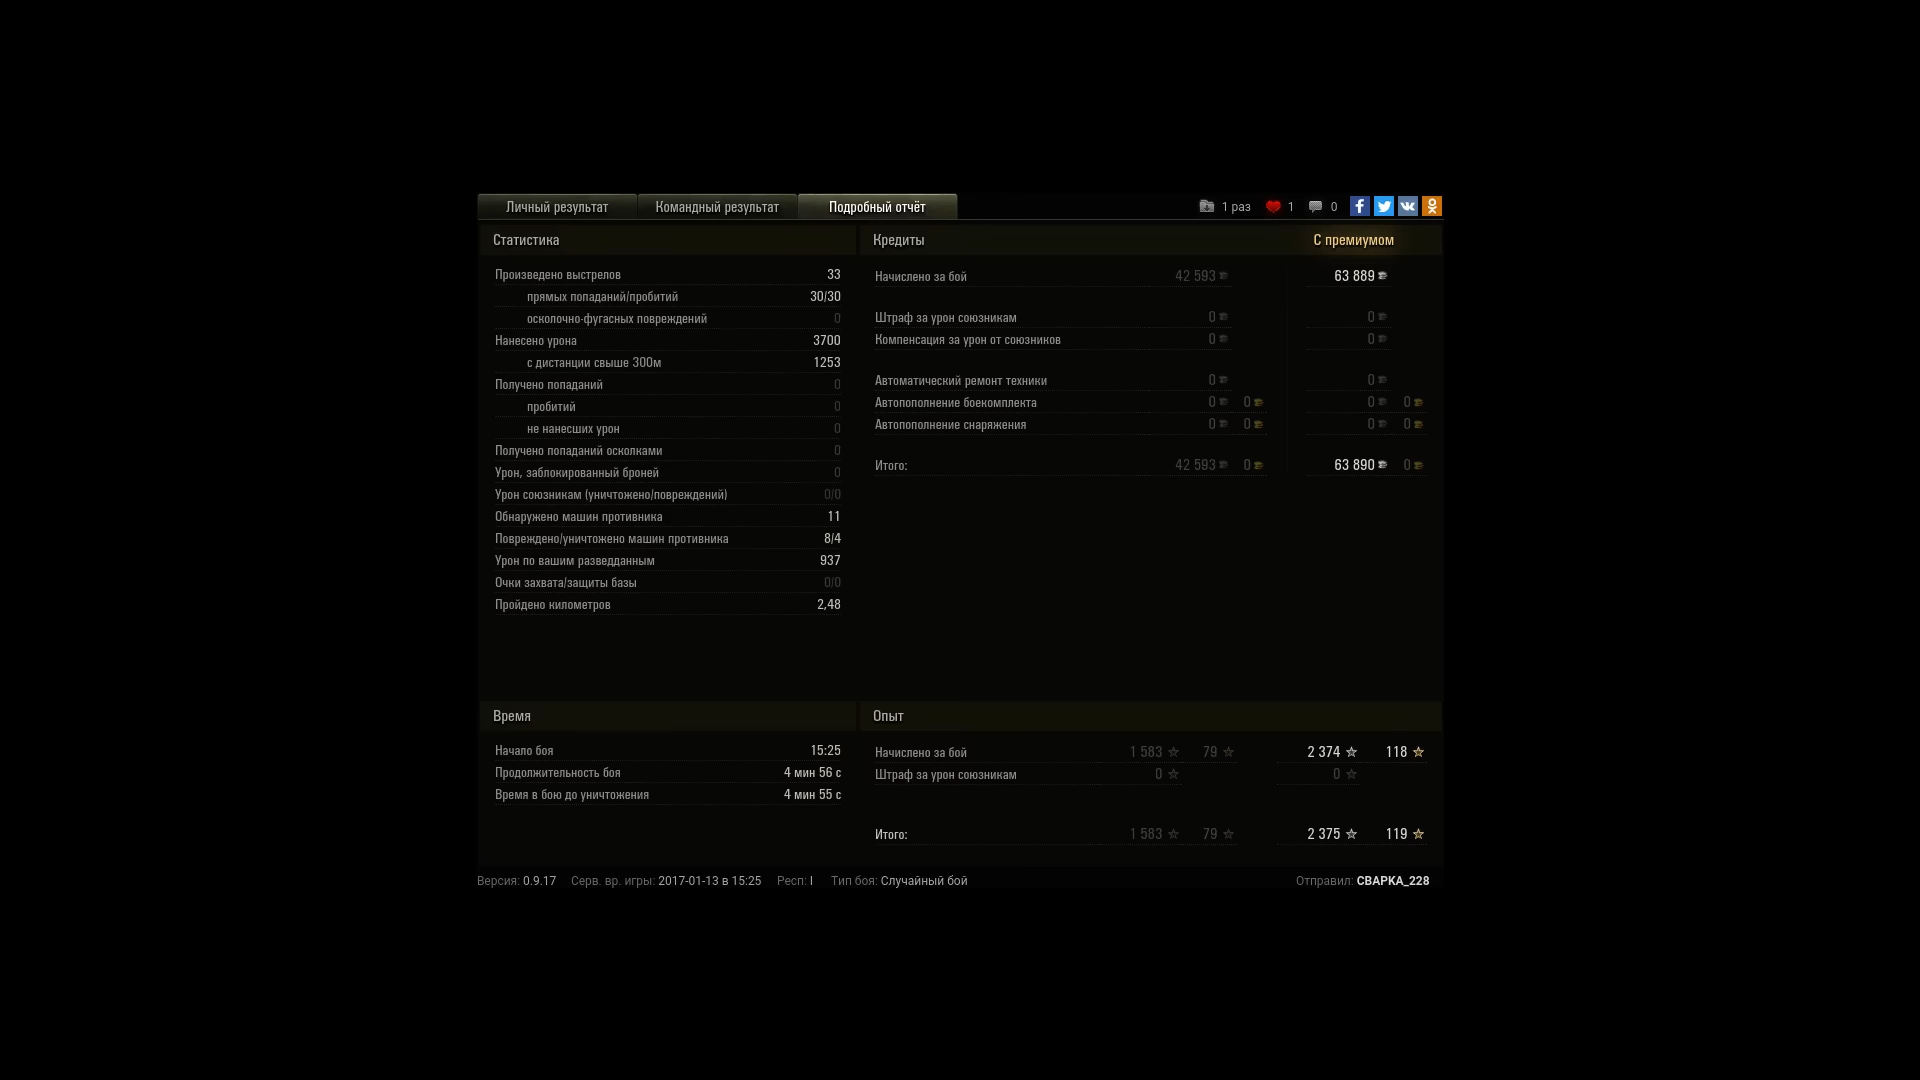 Личный результат Командный результат Подробный отчёт 1 раз 1 0
Статистика
Произведено выстрелов 33
прямых попаданий/пробитий 30/30
осколочно-фугасных повреждений 0
Нанесено урона 3700
с дистанции свыше 300м 1253
Получено попаданий 0
пробитий 0
не нанесших урон 0
Получено попаданий осколками 0
Урон, заблокированный броней 0
Урон союзникам (уничтожено/повреждений) 0/0
Обнаружено машин противника 11
Повреждено/уничтожено машин противника 8/4
Урон по вашим разведданным 937
Очки захвата/защиты базы 0/0
Пройдено километров 2,48
Кредиты С премиумом
Начислено за бой 42 593 63 889
Штраф за урон союзникам 0 0
Компенсация за урон от союзников 0 0
Автоматический ремонт техники 0 0
Автопополнение боекомплекта 0 0 0 0
Автопополнение снаряжения 0 0 0 0
Итого: 42 593 0 63 890 0
Время
Начало боя 15:25
Продолжительность боя 4 мин 56 с
Время в бою до уничтожения 4 мин 55 с
Опыт
Начислено за бой 1 583 79 2 374 118
Штраф за урон союзникам 0 0
Итого: 1 583 79 2 375 119
Версия: 0.9.17 Серв. вр. игры: 2017-01-13 в 15:25 Респ: I Тип боя: Случайный бой Отправил: CBAPKA_228